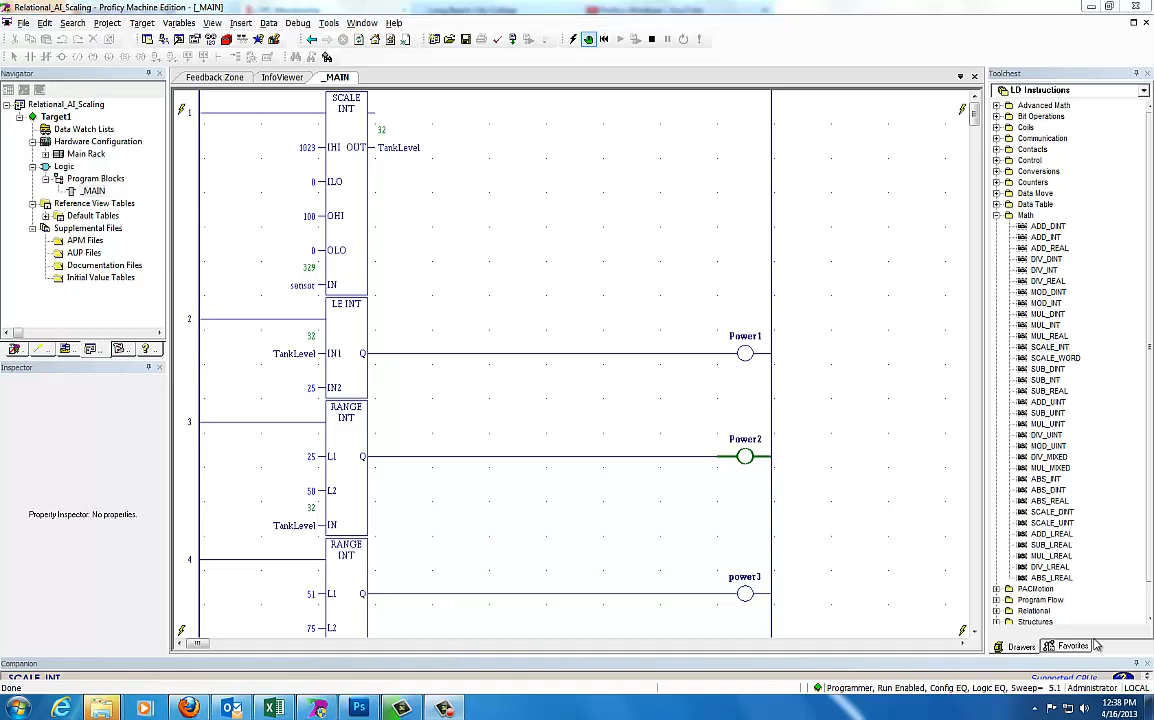 Relational_AI_Scaling - Proficy Machine Edition - [_MAIN]
File Edit Search Project Target Variables View Insert Data Debug Tools Window Help
Navigator
Relational_AI_Scaling
Target1
Data Watch Lists
Hardware Configuration
Main Rack
Logic
Program Blocks
_MAIN
Reference View Tables
Default Tables
Supplemental Files
APM Files
AUP Files
Documentation Files
Initial Value Tables
Inspector
Property Inspector: No properties.
Feedback Zone InfoViewer _MAIN
1
SCALE
INT
32
1023 IHI OUT TankLevel
0 ILO
100 OHI
0 OLO
329
sensor IN
2
LE INT
32
Power1
TankLevel IN1 Q
25 IN2
3
RANGE
INT
Power2
25 L1 Q
50 L2
32
TankLevel IN
4
RANGE
INT
power3
51 L1 Q
75 L2
Toolchest
LD Instructions
Advanced Math
Bit Operations
Coils
Communication
Contacts
Control
Conversions
Counters
Data Move
Data Table
Math
ADD_DINT
ADD_INT
ADD_REAL
DIV_DINT
DIV_INT
DIV_REAL
MOD_DINT
MOD_INT
MUL_DINT
MUL_INT
MUL_REAL
SCALE_INT
SCALE_WORD
SUB_DINT
SUB_INT
SUB_REAL
ADD_UINT
SUB_UINT
MUL_UINT
DIV_UINT
MOD_UINT
DIV_MIXED
MUL_MIXED
ABS_INT
ABS_DINT
ABS_REAL
SCALE_DINT
SCALE_UINT
ADD_LREAL
SUB_LREAL
MUL_LREAL
DIV_LREAL
ABS_LREAL
PACMotion
Program Flow
Relational
Structures
Drawers Favorites
Companion
SCALE_INT Supported CPUs
Done Programmer, Run Enabled, Config EQ, Logic EQ, Sweep= 5.1 Administrator LOCAL
12:38 PM
4/16/2013